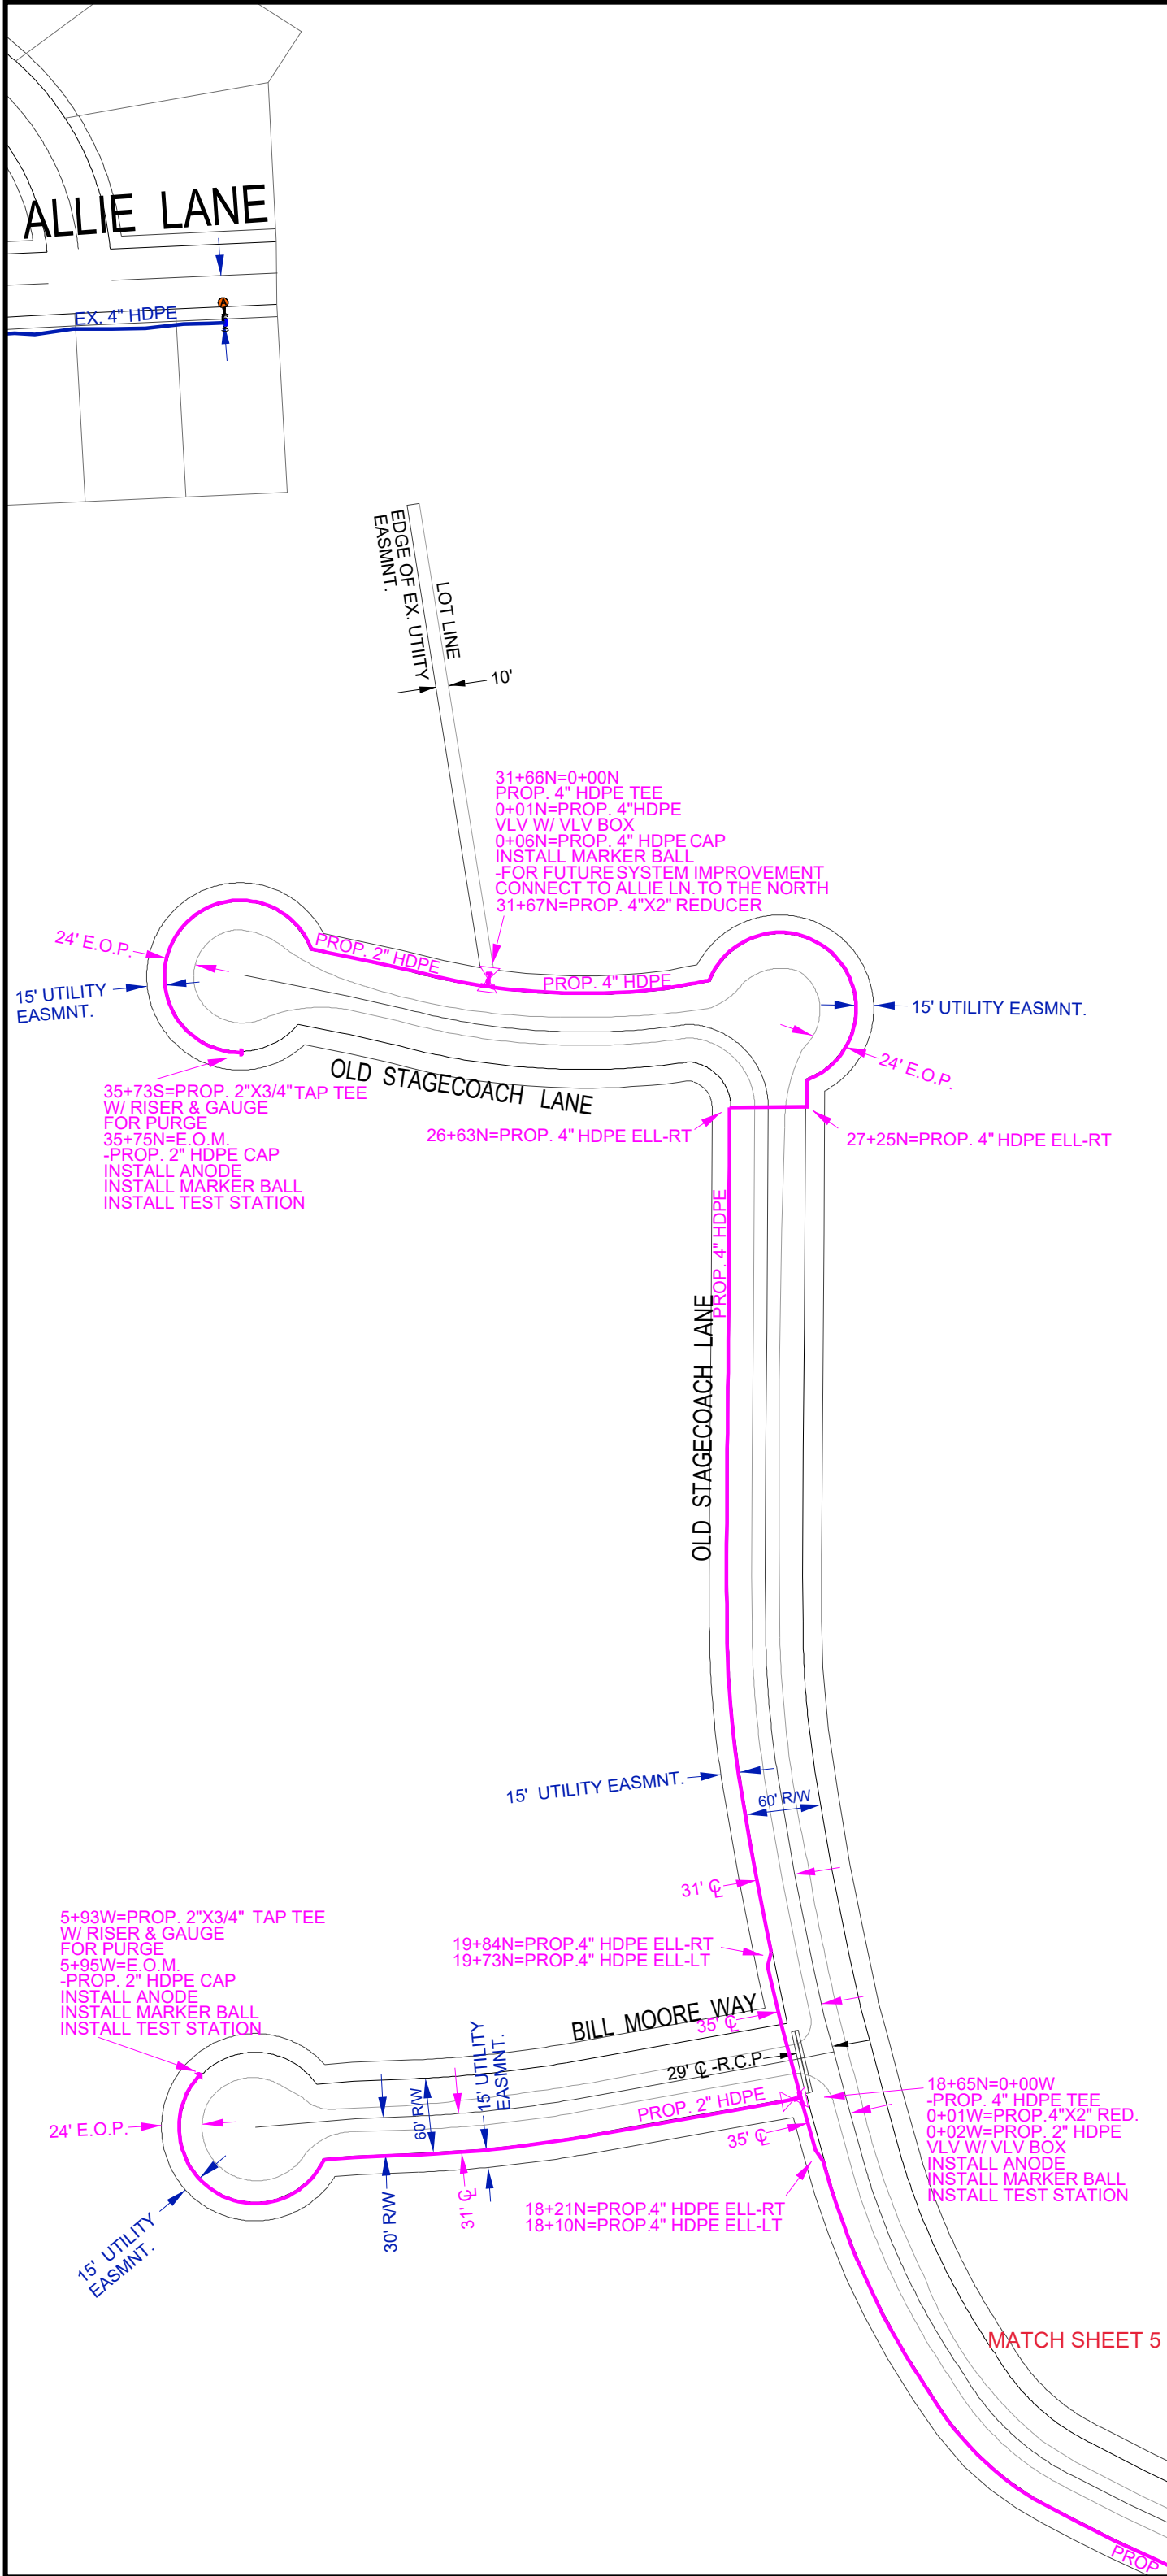 ALLIE LANE
A
EX. 4" HDPE
EDGE OF EX. UTIITY
EASMNT.
LOT LINE
10'
31+66N=0+00N
PROP. 4" HDPE TEE
0+01N=PROP. 4"HDPE
VLV W/ VLV BOX
0+06N=PROP. 4" HDPE CAP
INSTALL MARKER BALL
-FOR FUTURE SYSTEM IMPROVEMENT
CONNECT TO ALLIE LN.TO THE NORTH
31+67N=PROP. 4"X2" REDUCER
24' E.O.P.
PROP. 2" HDPE
PROP. 4" HDPE
15' UTILITY
EASMNT.
15' UTILITY EASMNT.
24' E.O.P.
OLD STAGECOACH LANE
35+73S=PROP. 2"X3/4" TAP TEE
W/ RISER & GAUGE
FOR PURGE
35+75N=E.O.M.
-PROP. 2" HDPE CAP
INSTALL ANODE
INSTALL MARKER BALL
INSTALL TEST STATION
26+63N=PROP. 4" HDPE ELL-RT
27+25N=PROP. 4" HDPE ELL-RT
PROP. 4" HDPE
OLD STAGECOACH LANE
15' UTILITY EASMNT.
60' R/W
31' ℄
5+93W=PROP. 2"X3/4" TAP TEE
W/ RISER & GAUGE
FOR PURGE
5+95W=E.O.M.
-PROP. 2" HDPE CAP
INSTALL ANODE
INSTALL MARKER BALL
INSTALL TEST STATION
19+84N=PROP.4" HDPE ELL-RT
19+73N=PROP.4" HDPE ELL-LT
BILL MOORE WAY
35' ℄
29' ℄ -R.C.P
15' UTILITY
EASMNT.
60' R/W
PROP. 2" HDPE
24' E.O.P.
35' ℄
18+65N=0+00W
-PROP. 4" HDPE TEE
0+01W=PROP.4"X2" RED.
0+02W=PROP. 2" HDPE
VLV W/ VLV BOX
INSTALL ANODE
INSTALL MARKER BALL
INSTALL TEST STATION
30' R/W
31' ℄
18+21N=PROP.4" HDPE ELL-RT
18+10N=PROP.4" HDPE ELL-LT
15' UTILITY
EASMNT.
MATCH SHEET 5
PROP